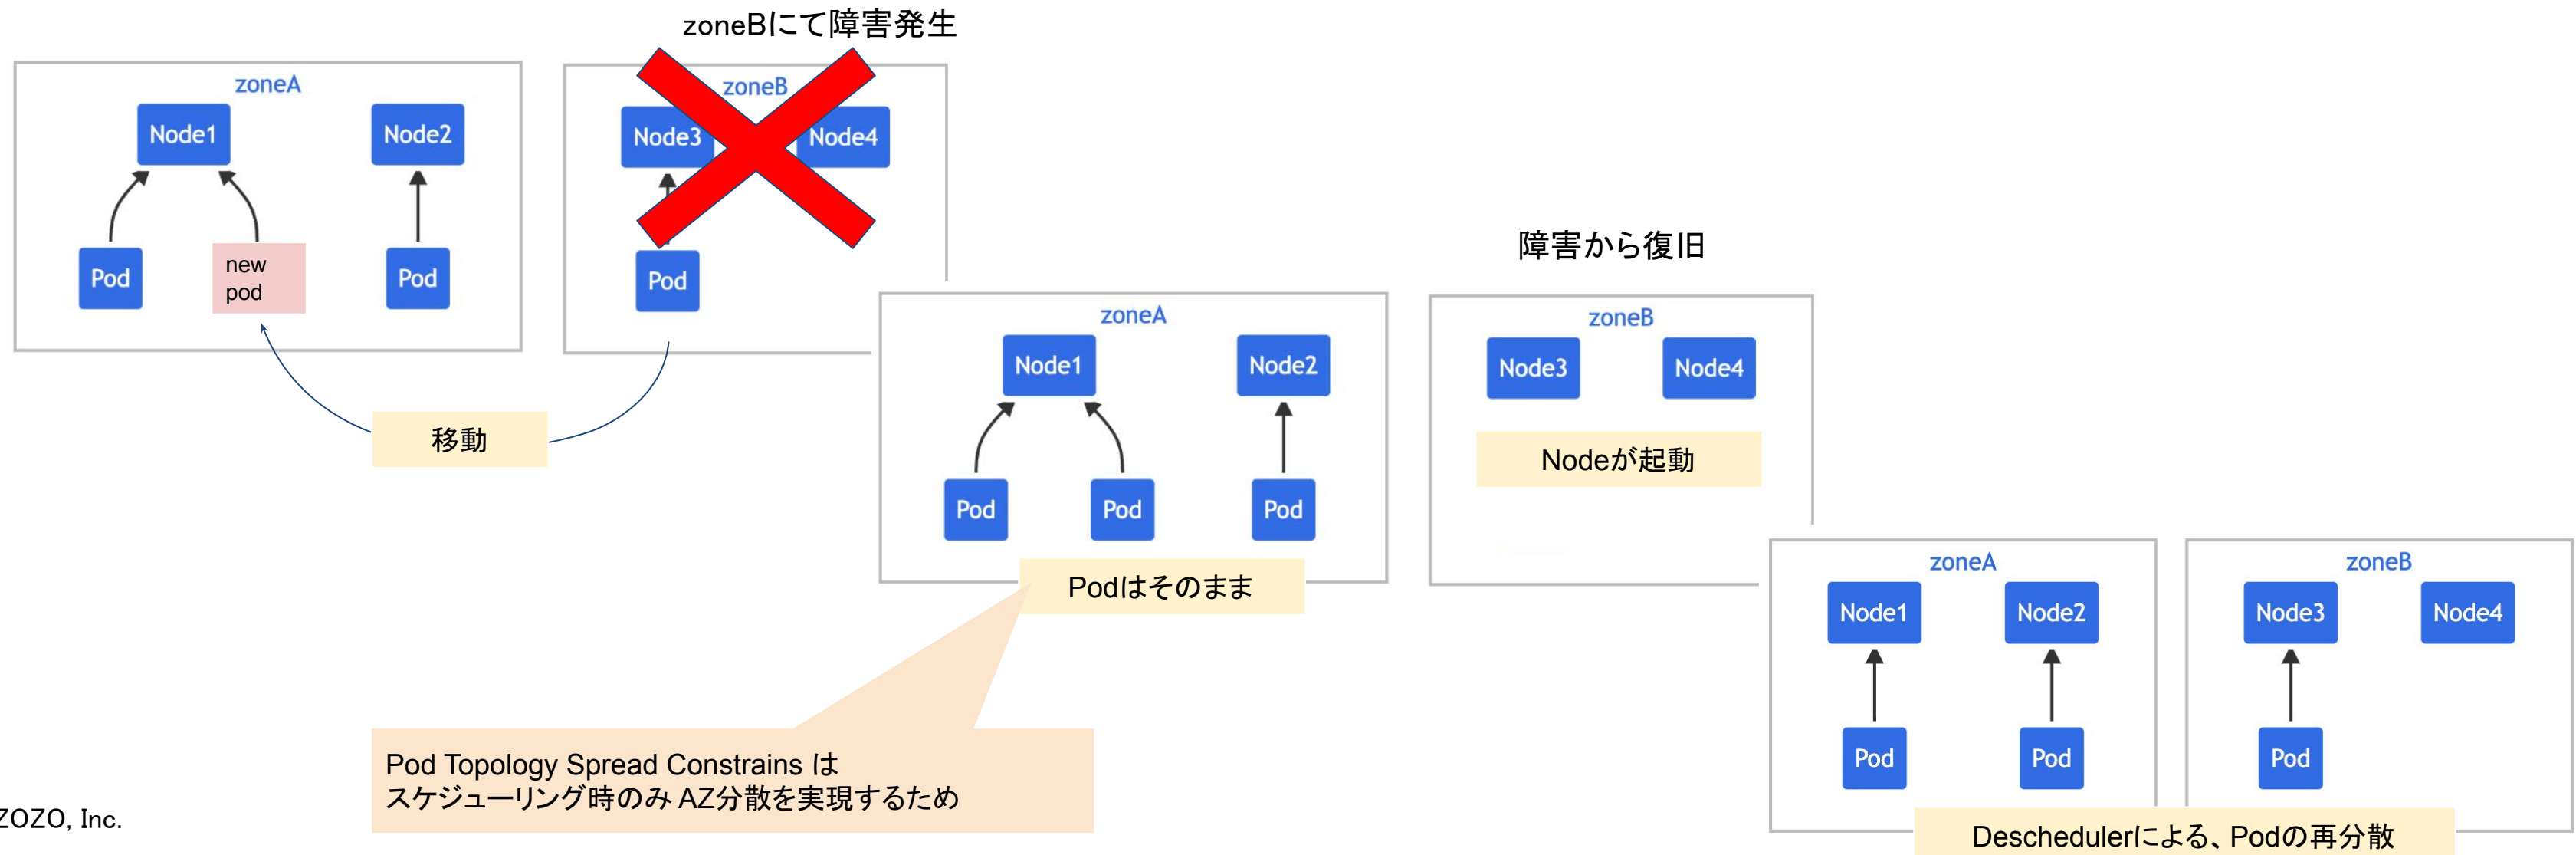 zoneBにて障害発生
zoneA
Node1
Node2
Pod
new
pod
Pod
zoneB
Node3
Node4
Pod
移動
障害から復旧
zoneA
Node1
Node2
Pod
Pod
Pod
Podはそのまま
zoneB
Node3
Node4
Nodeが起動
Pod Topology Spread Constrains は
スケジューリング時のみ AZ分散を実現するため
zoneA
Node1
Node2
Pod
Pod
zoneB
Node3
Node4
Pod
Deschedulerによる、Podの再分散
ZOZO, Inc.